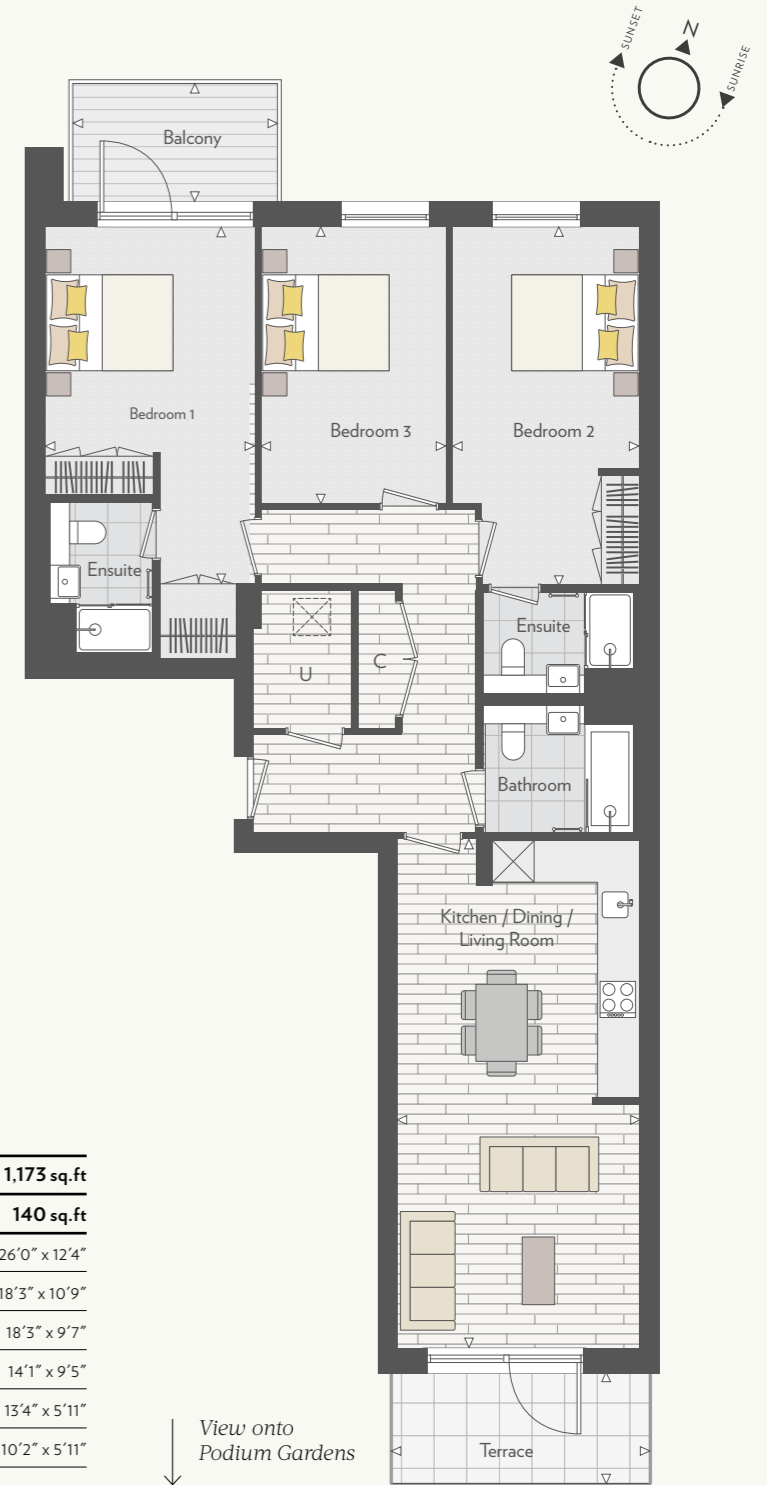 SUNSET
N
SUNRISE
Balcony
Bedroom 1
Bedroom 3
Bedroom 2
Ensuite
Ensuite
U
C
Bathroom
Kitchen / Dining /
Living Room
1,173 sq.ft
140 sq.ft
26′0″ x 12′4″
18′3″ x 10′9″
18′3″ x 9′7″
14′1″ x 9′5″
13′4″ x 5′11″
10′2″ x 5′11″
View onto
Podium Gardens
Terrace